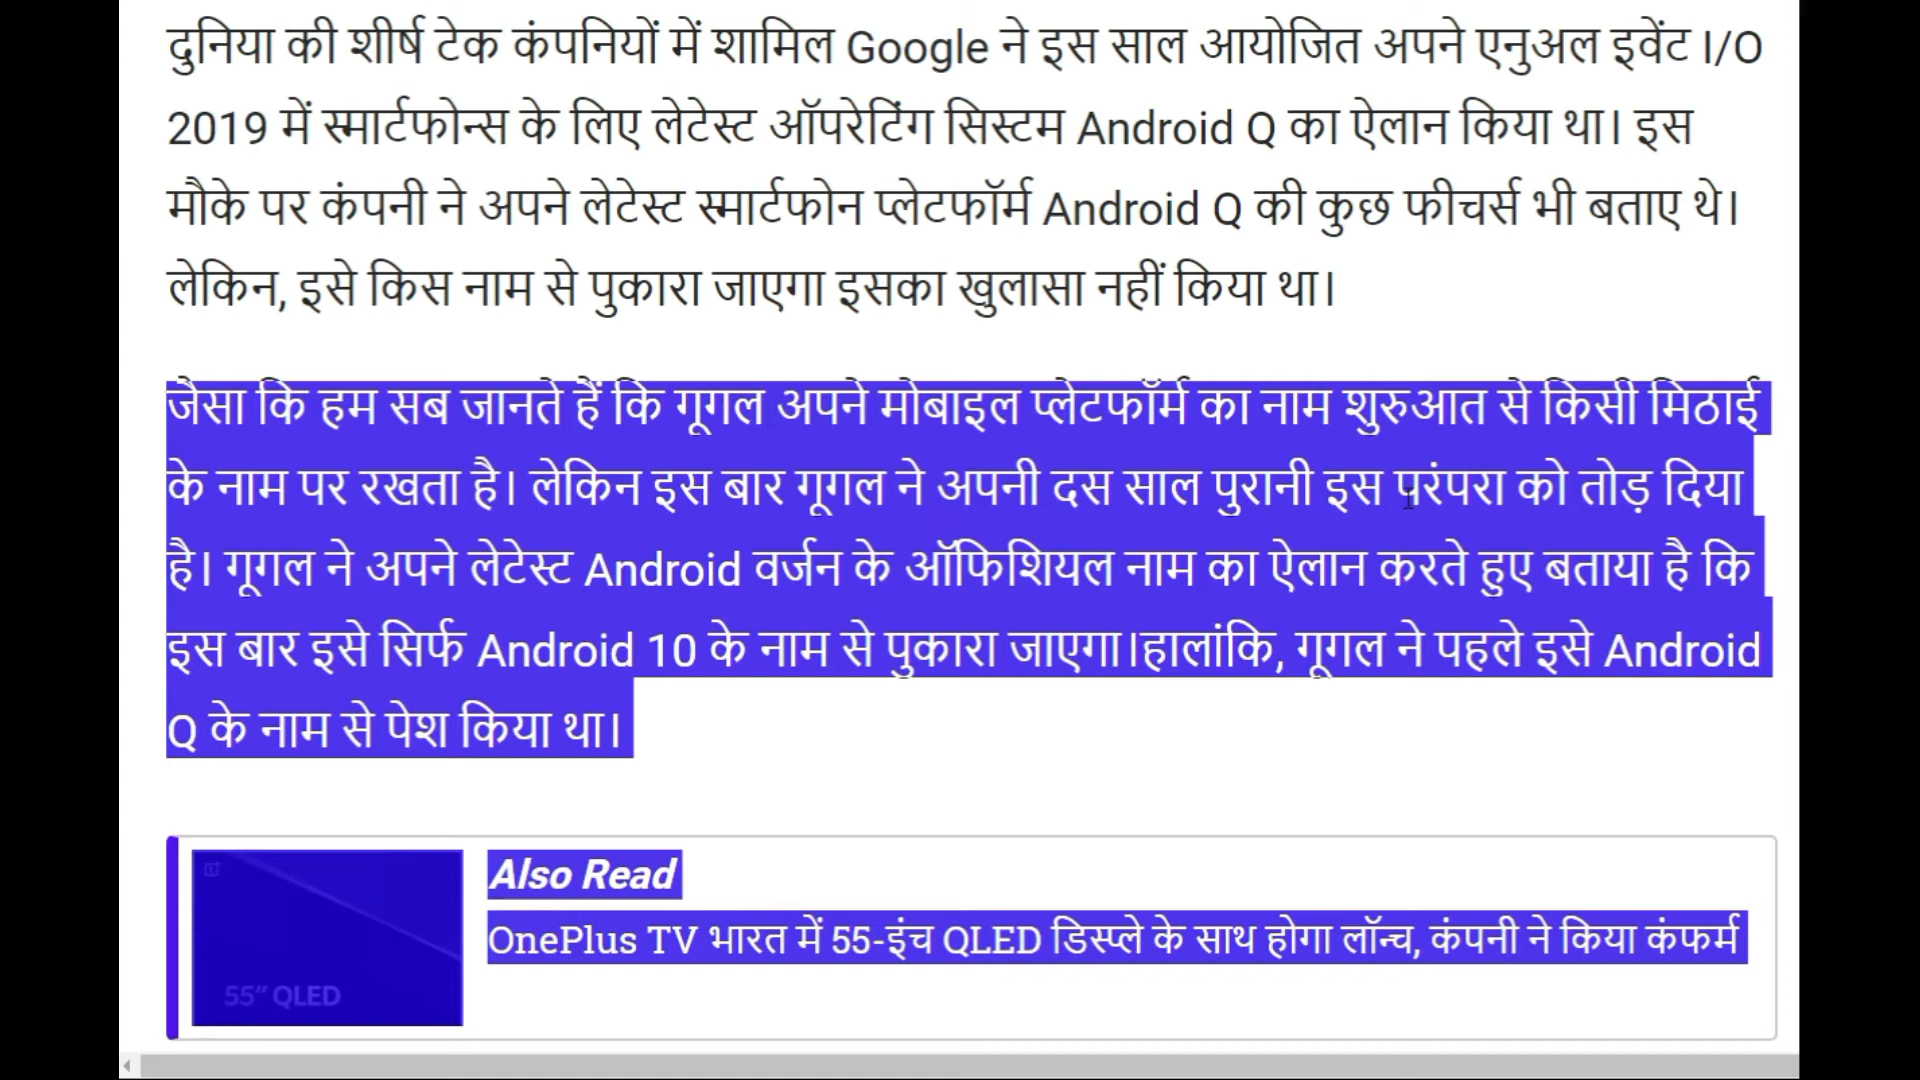 दुनिया की शीर्ष टेक कंपनियों में शामिल Google ने इस साल आयोजित अपने एनुअल इवेंट I/O
2019 में स्मार्टफोन्स के लिए लेटेस्ट ऑपरेटिंग सिस्टम Android Q का ऐलान किया था। इस
मौके पर कंपनी ने अपने लेटेस्ट स्मार्टफोन प्लेटफॉर्म Android Q की कुछ फीचर्स भी बताए थे।
लेकिन, इसे किस नाम से पुकारा जाएगा इसका खुलासा नहीं किया था।
जैसा कि हम सब जानते हैं कि गूगल अपने मोबाइल प्लेटफॉर्म का नाम शुरुआत से किसी मिठाई
के नाम पर रखता है। लेकिन इस बार गूगल ने अपनी दस साल पुरानी इस परंपरा को तोड़ दिया
है। गूगल ने अपने लेटेस्ट Android वर्जन के ऑफिशियल नाम का ऐलान करते हुए बताया है कि
इस बार इसे सिर्फ Android 10 के नाम से पुकारा जाएगा।हालांकि, गूगल ने पहले इसे Android
Q के नाम से पेश किया था।
Also Read
OnePlus TV भारत में 55-इंच QLED डिस्प्ले के साथ होगा लॉन्च, कंपनी ने किया कंफर्म
55″ QLED